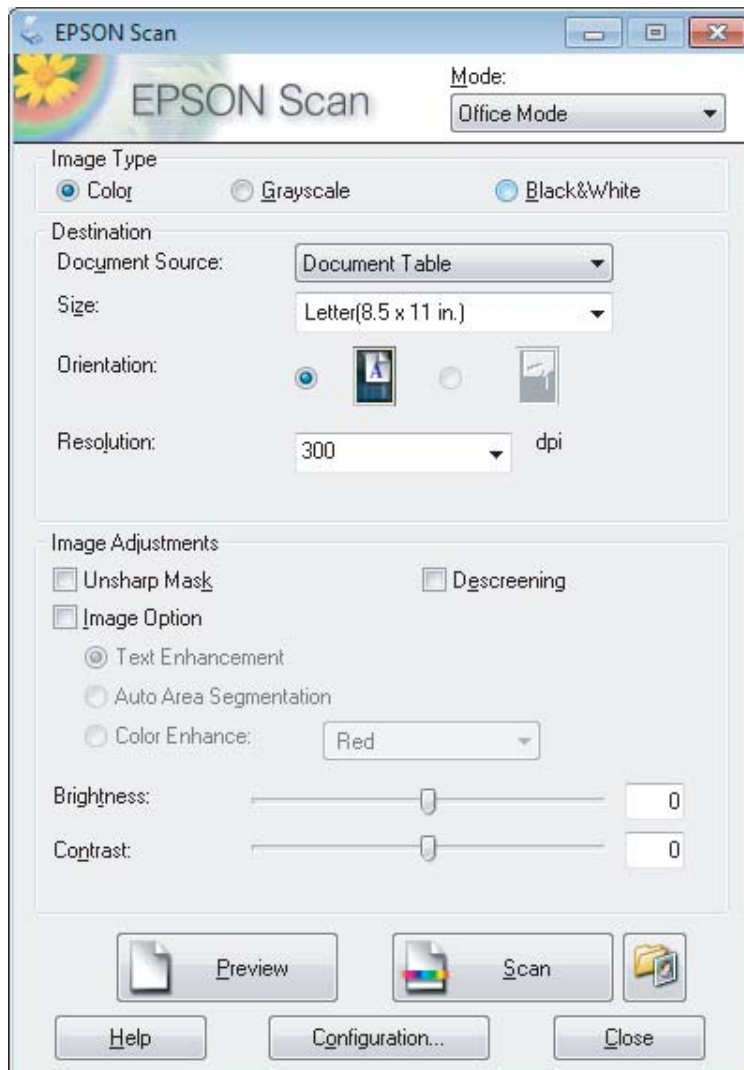 EPSON Scan
EPSON Scan
Mode:
Office Mode
Image Type
Color Grayscale Black&White
Destination
Document Source: Document Table
Size: Letter(8.5 x 11 in.)
Orientation: A
Resolution: 300 dpi
Image Adjustments
Unsharp Mask Descreening
Image Option
Text Enhancement
Auto Area Segmentation
Color Enhance: Red
Brightness: 0
Contrast: 0
Preview Scan
Help Configuration... Close